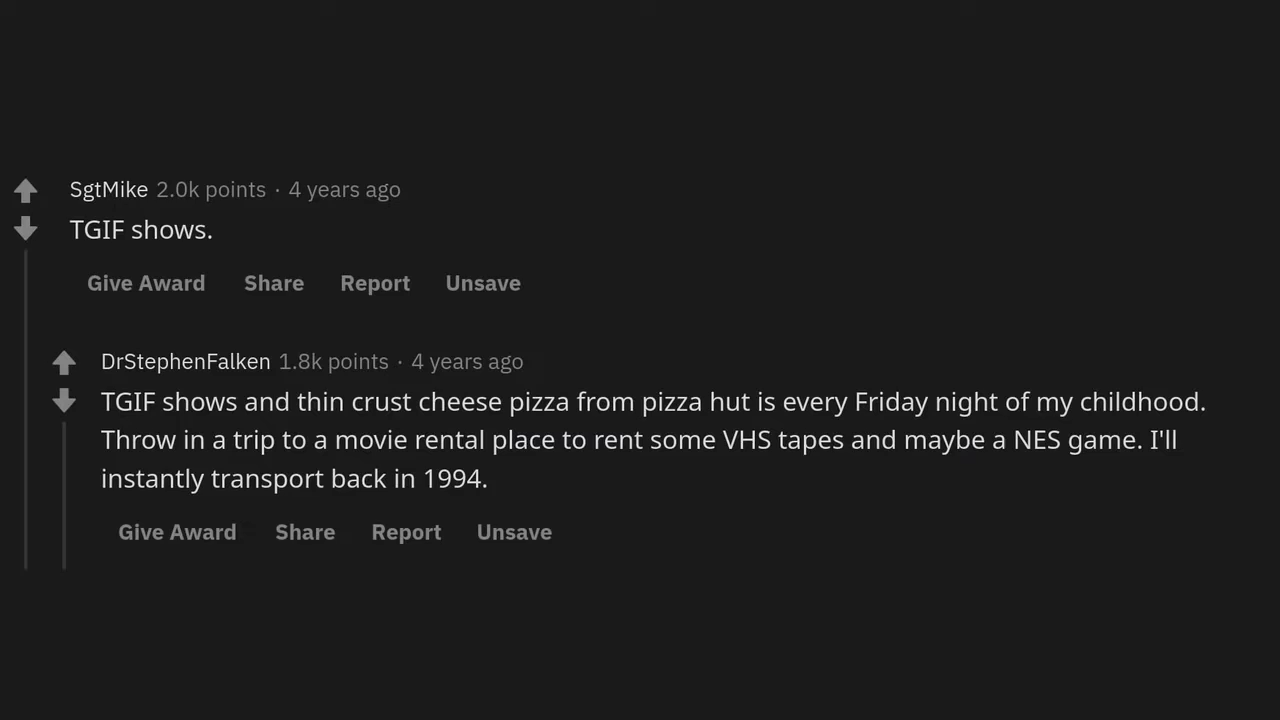 SgtMike 2.0k points · 4 years ago
TGIF shows.
Give Award Share Report Unsave
DrStephenFalken 1.8k points · 4 years ago
TGIF shows and thin crust cheese pizza from pizza hut is every Friday night of my childhood.
Throw in a trip to a movie rental place to rent some VHS tapes and maybe a NES game. I'll
instantly transport back in 1994.
Give Award Share Report Unsave